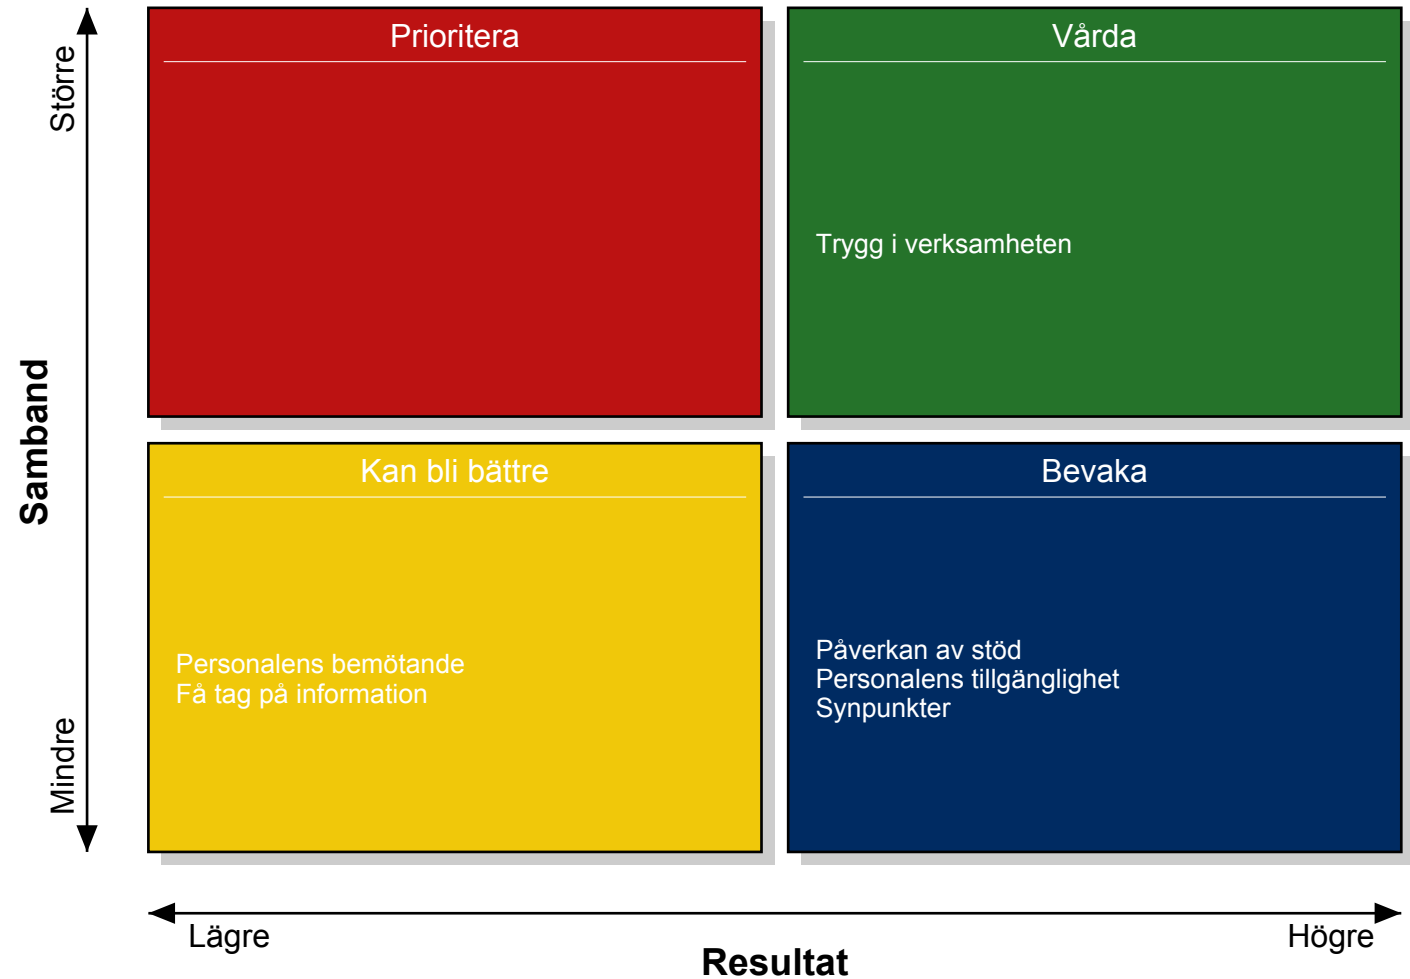 Större
Samband
Mindre
Prioritera
Vårda
Trygg i verksamheten
Kan bli bättre
Personalens bemötande
Få tag på information
Bevaka
Påverkan av stöd
Personalens tillgänglighet
Synpunkter
Lägre
Resultat
Högre